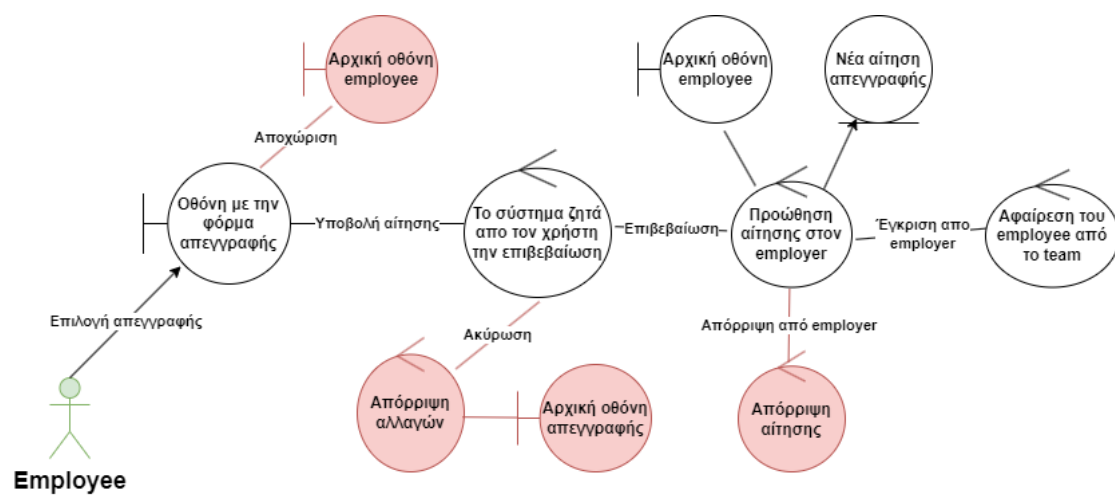 Αρχική οθόνη
employee
Αρχική οθόνη
employee
Νέα αίτηση
απεγγραφής
Αποχώριση
Οθόνη με την
φόρμα
απεγγραφής
Υποβολή αίτησης
Το σύστημα ζητά
απο τον χρήστη
την επιβεβαίωση
Επιβεβαίωση
Προώθηση
αίτησης στον
employer
Έγκριση απο
employer
Αφαίρεση του
employee από
το team
Επιλογή απεγγραφής
Ακύρωση
Απόρριψη από employer
Απόρριψη
αλλαγών
Αρχική οθόνη
απεγγραφής
Απόρριψη
αίτησης
Employee